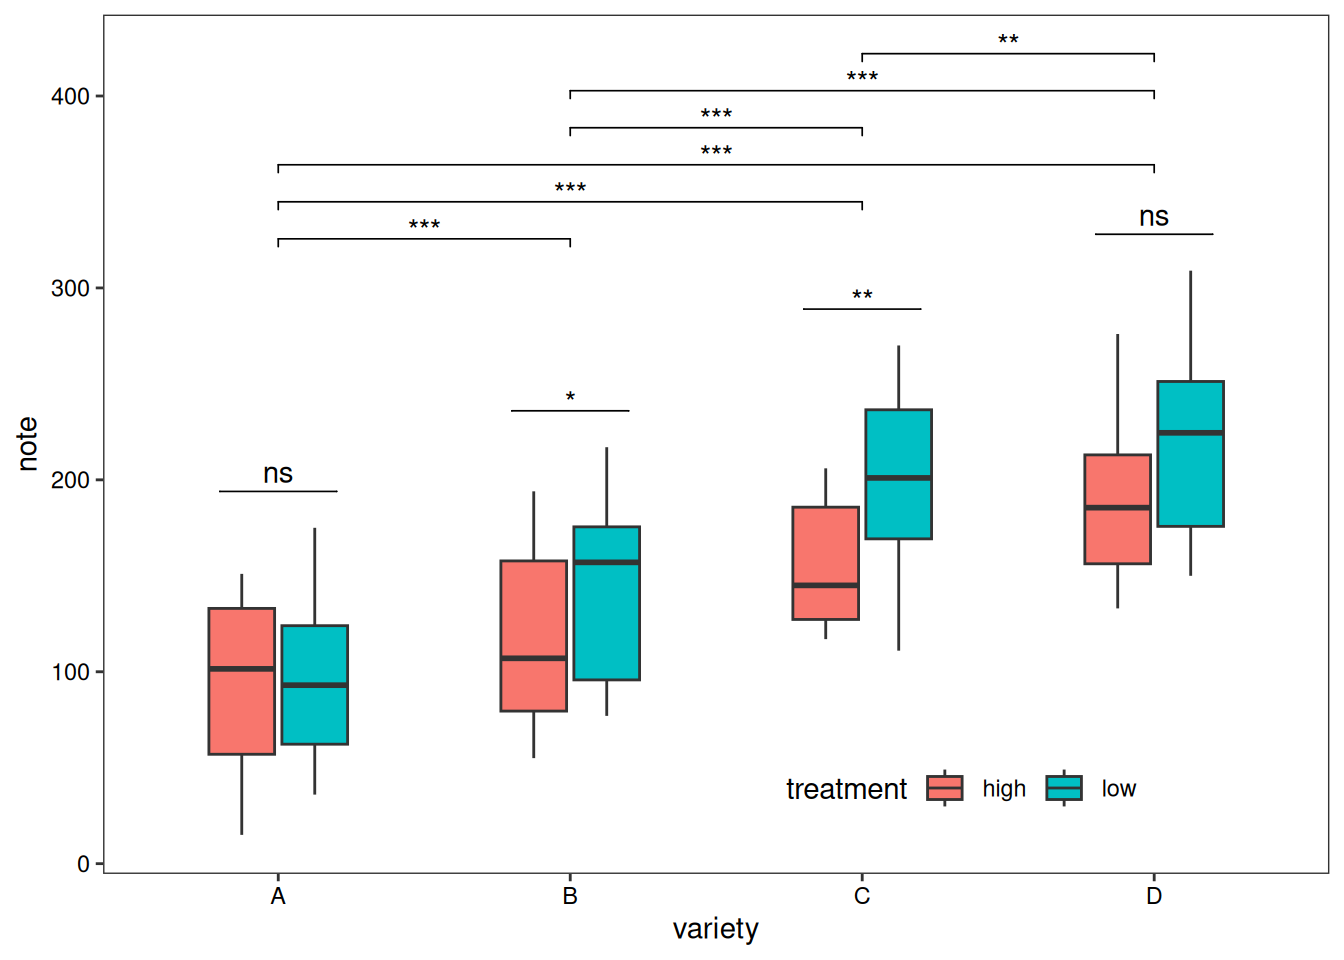 **
***
***
***
***
***
ns
**
*
ns
note
400
300
200
100
0
treatment high low
A B C D
variety